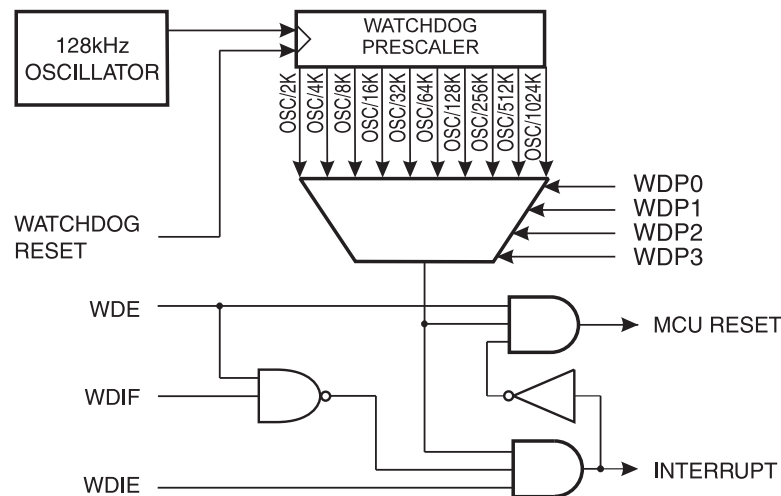 128kHz
OSCILLATOR
WATCHDOG
PRESCALER
OSC/2K
OSC/4K
OSC/8K
OSC/16K
OSC/32K
OSC/64K
OSC/128K
OSC/256K
OSC/512K
OSC/1024K
WDP0
WDP1
WDP2
WDP3
WATCHDOG
RESET
WDE
MCU RESET
WDIF
INTERRUPT
WDIE